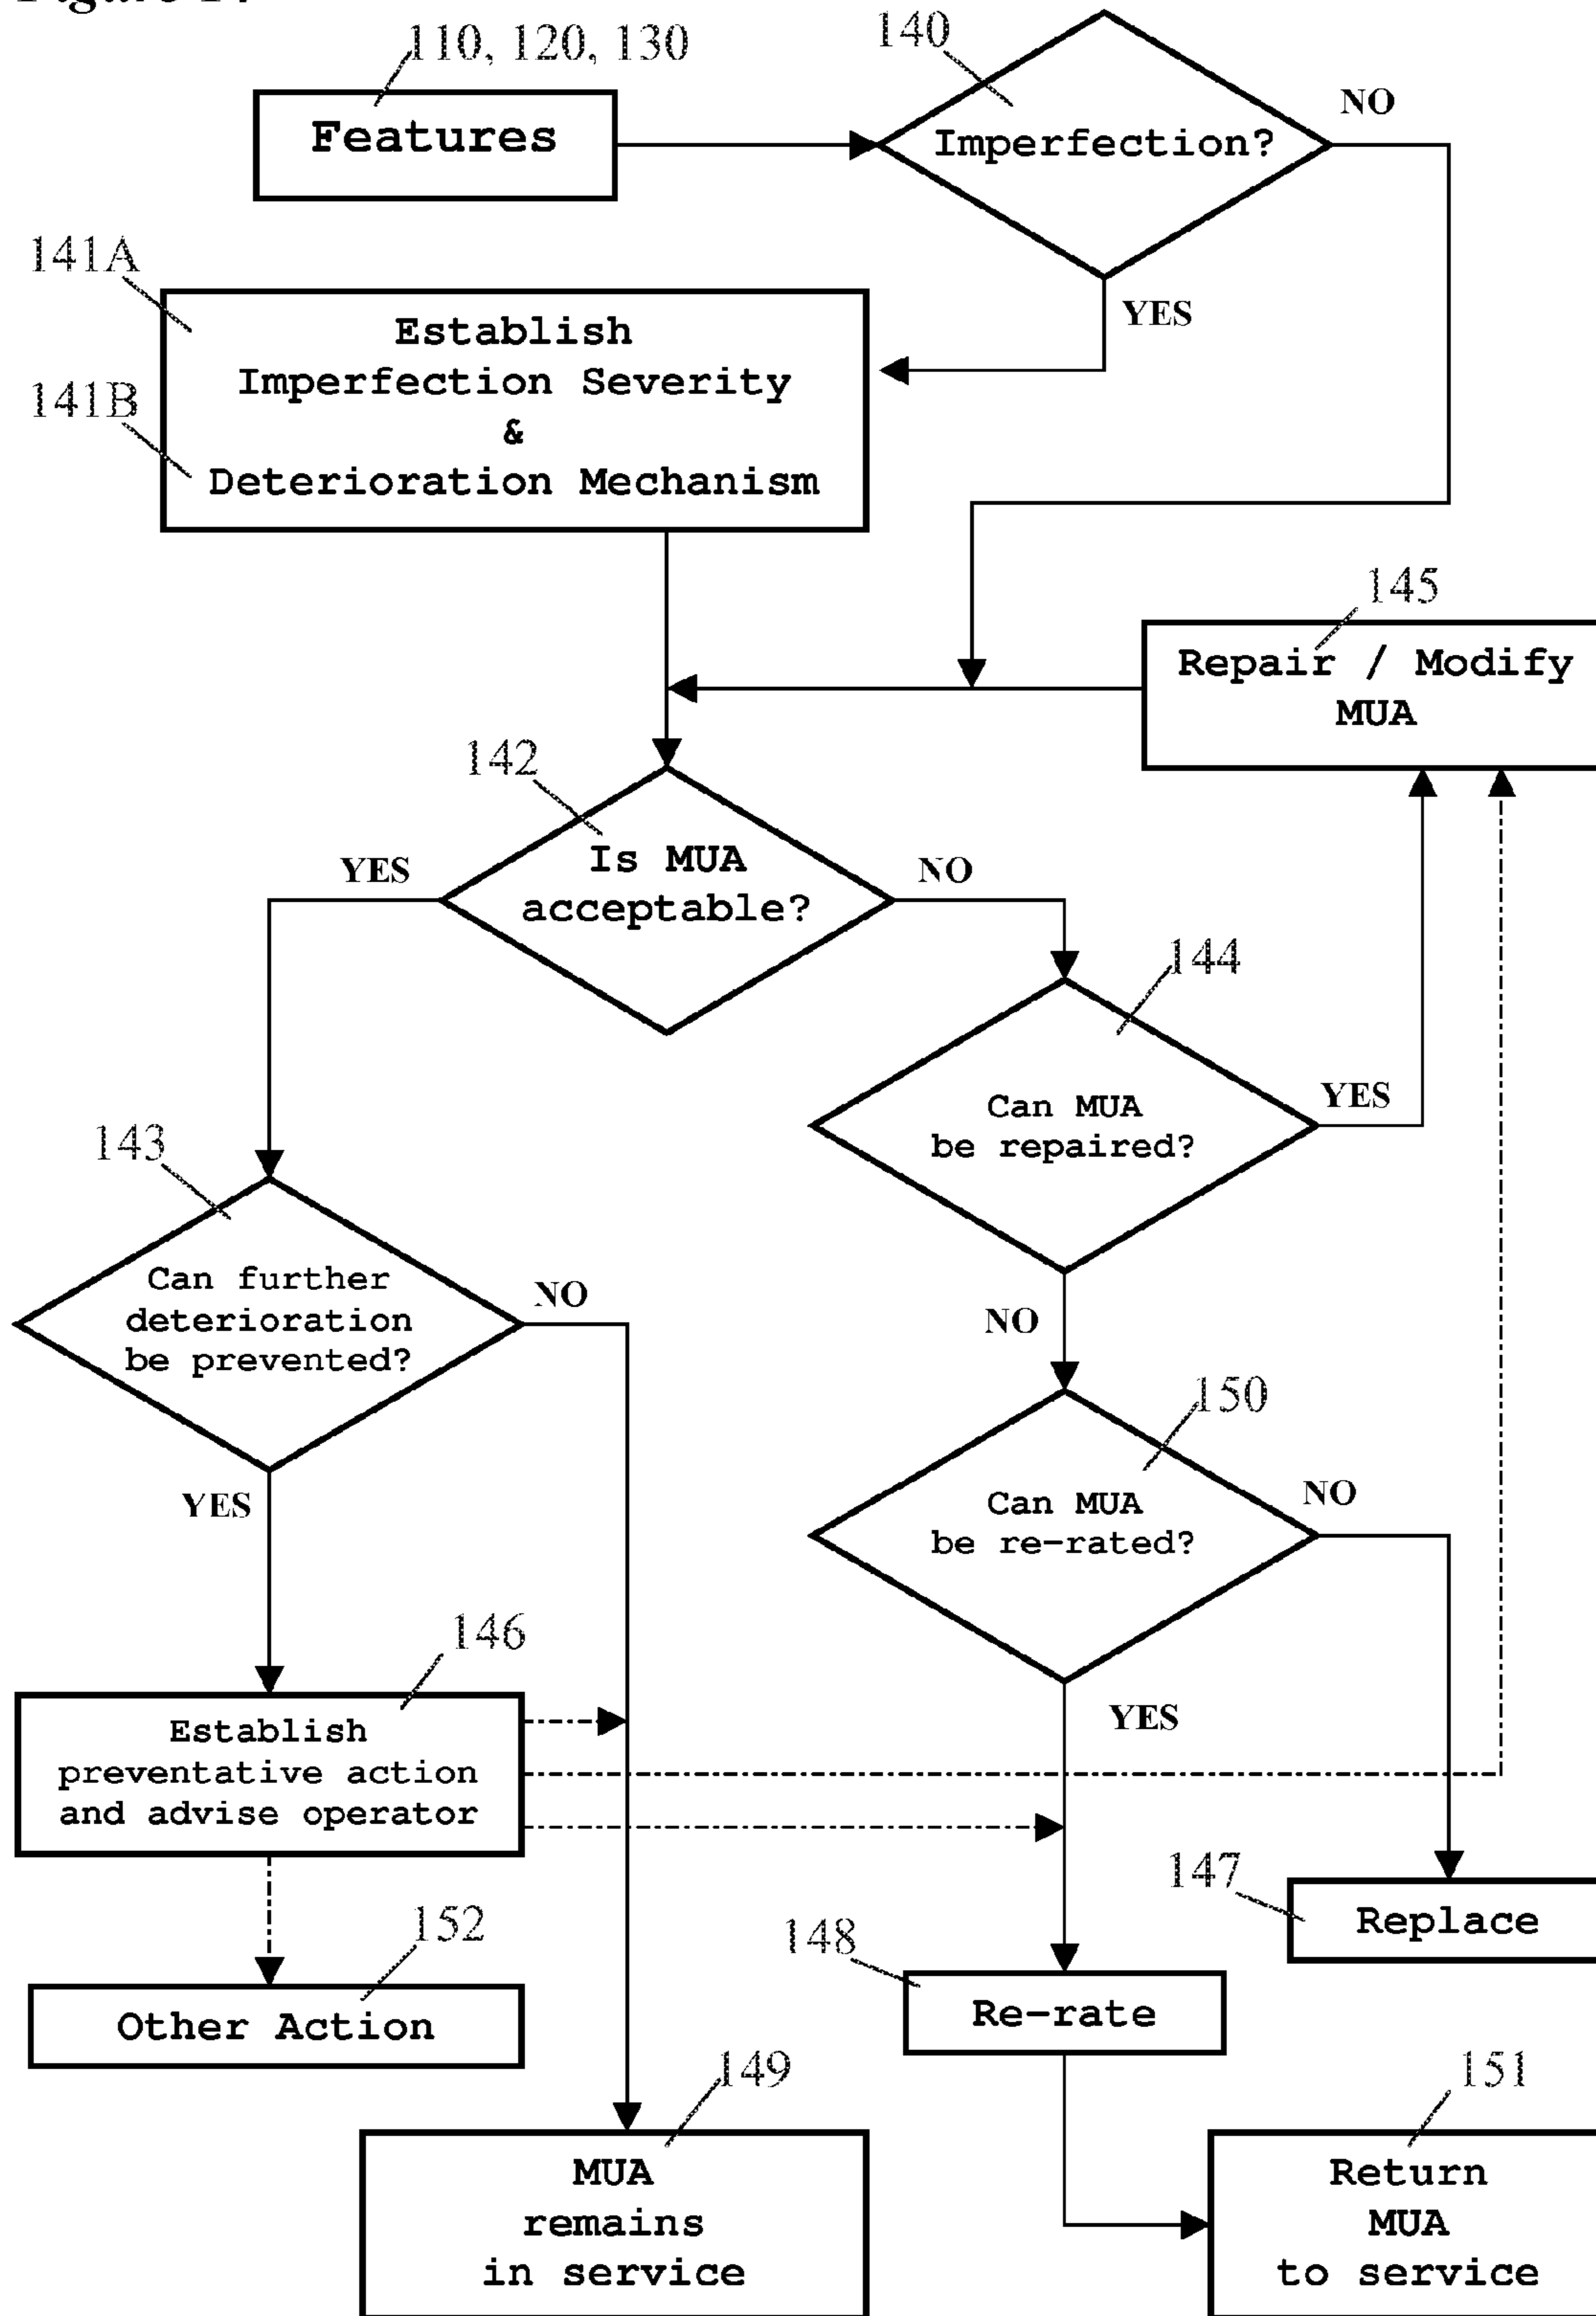 110, 120, 130
140
Features
Imperfection?
NO
YES
141A
141B
Establish
Imperfection Severity
&
Deterioration Mechanism
145
Repair / Modify
MUA
142
Is MUA
acceptable?
YES
NO
144
Can MUA
be repaired?
YES
NO
143
Can further
deterioration
be prevented?
NO
YES
150
Can MUA
be re-rated?
NO
YES
146
Establish
preventative action
and advise operator
147
Replace
152
Other Action
148
Re-rate
149
MUA
remains
in service
151
Return
MUA
to service